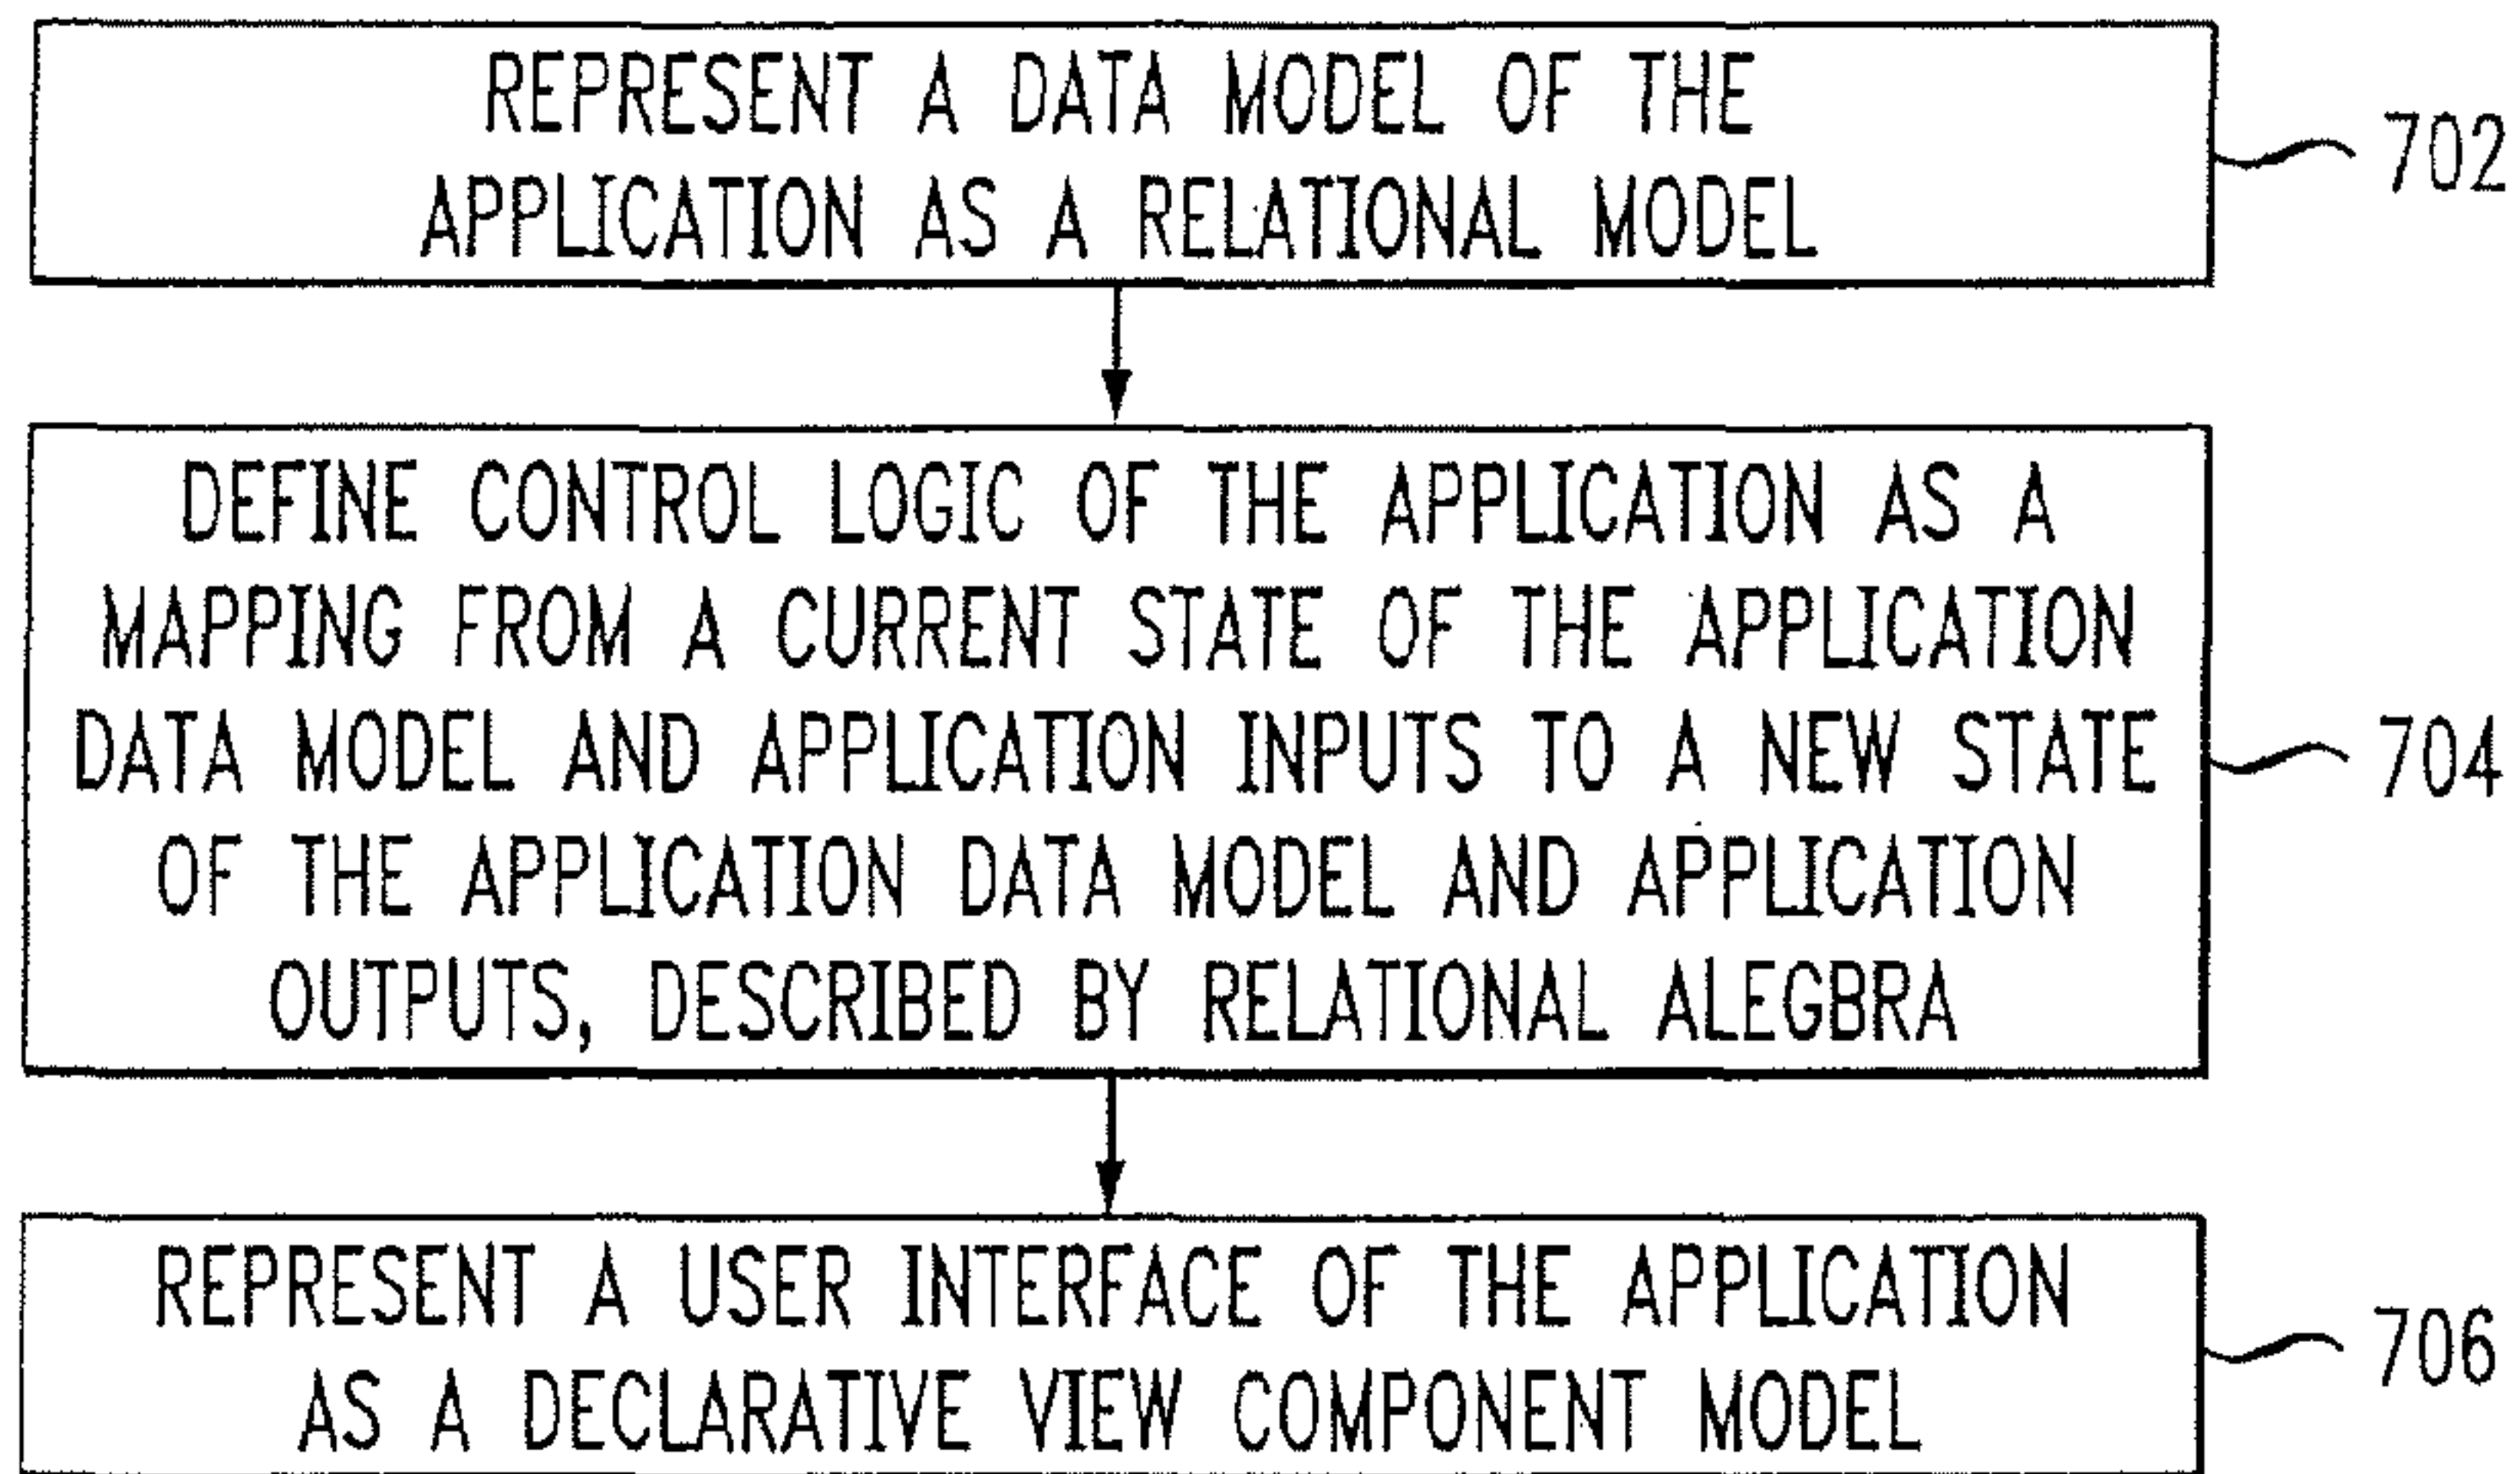 REPRESENT A DATA MODEL OF THE
APPLICATION AS A RELATIONAL MODEL
702
DEFINE CONTROL LOGIC OF THE APPLICATION AS A
MAPPING FROM A CURRENT STATE OF THE APPLICATION
DATA MODEL AND APPLICATION INPUTS TO A NEW STATE
OF THE APPLICATION DATA MODEL AND APPLICATION
OUTPUTS, DESCRIBED BY RELATIONAL ALEGBRA
704
REPRESENT A USER INTERFACE OF THE APPLICATION
AS A DECLARATIVE VIEW COMPONENT MODEL
706